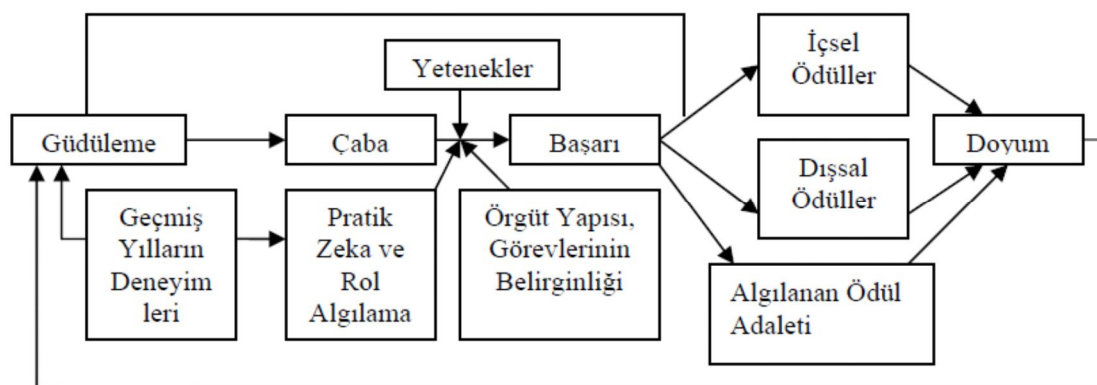 Yetenekler
İçsel
Ödüller
Güdüleme
Çaba
Başarı
Doyum
Dışsal
Ödüller
Geçmiş
Yılların
Deneyim
leri
Pratik
Zeka ve
Rol
Algılama
Örgüt Yapısı,
Görevlerinin
Belirginliği
Algılanan Ödül
Adaleti